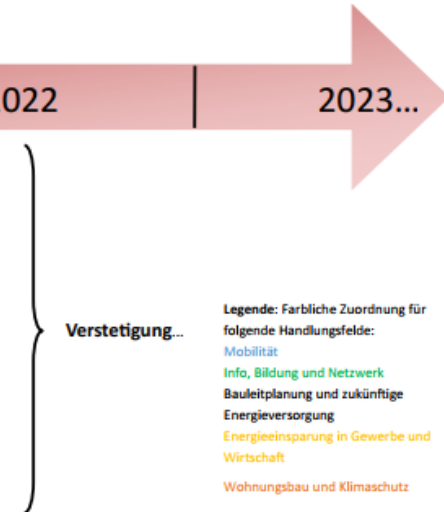 022
2023...
Verstetigung...
Legende: Farbliche Zuordnung für
folgende Handlungsfelde:
Mobilität
Info, Bildung und Netzwerk
Bauleitplanung und zukünftige
Energieversorgung
Energieeinsparung in Gewerbe und
Wirtschaft
Wohnungsbau und Klimaschutz